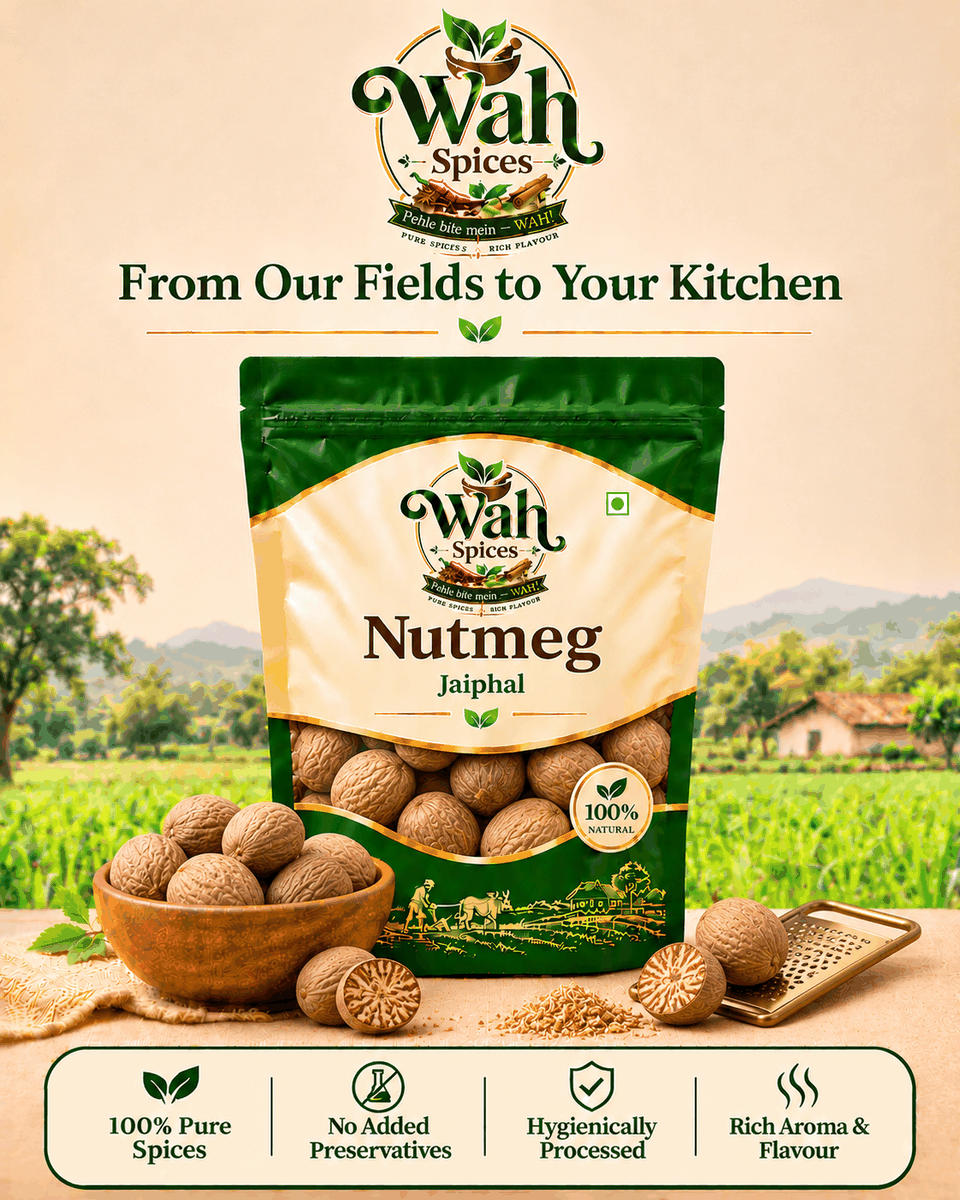 Wah
Spices
Pehle bite mein – WAH!
PURE SPICES RICH FLAVOUR
From Our Fields to Your Kitchen
Wah
Spices
Pehle bite mein – WAH!
PURE SPICES RICH FLAVOUR
Nutmeg
Jaiphal
100%
NATURAL
100% Pure
Spices
No Added
Preservatives
Hygienically
Processed
Rich Aroma &
Flavour